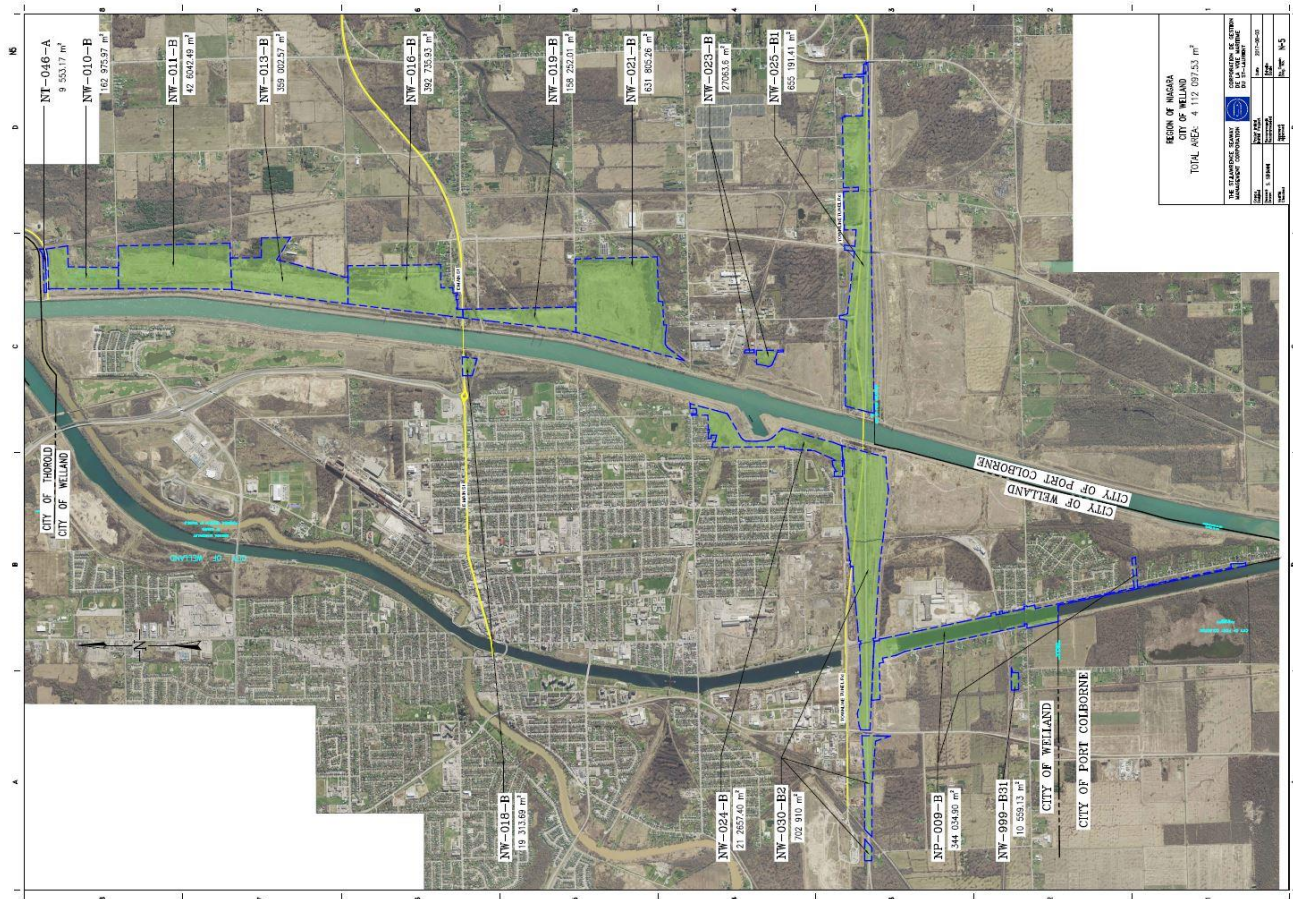 NT-046-A
9 553.17 m²
NW-010-B
162 975.97 m²
NW-011-B
42 6042.49 m²
NW-013-B
359 002.57 m²
NW-016-B
392 735.93 m²
NW-019-B
158 252.01 m²
NW-021-B
631 805.26 m²
NW-023-B
27063.6 m²
NW-025-B1
655 191.41 m²
REGION OF NIAGARA
CITY OF WELLAND
TOTAL AREA: 4 112 097.53 m²
THE ST.LAWRENCE SEAWAY
MANAGEMENT CORPORATION
CORPORATION DE GESTION
DE LA VOIE MARITIME
DU ST-LAURENT
N-5
CITY OF THOROLD
CITY OF WELLAND
CITY OF WELLAND
N
CITY OF PORT COLBORNE
CITY OF WELLAND
NW-018-B
19 313.69 m²
NW-024-B
21 2657.40 m²
NW-030-B2
702 910 m²
NP-009-B
344 034.90 m²
NW-999-B31
10 559.13 m²
CITY OF WELLAND
CITY OF PORT COLBORNE